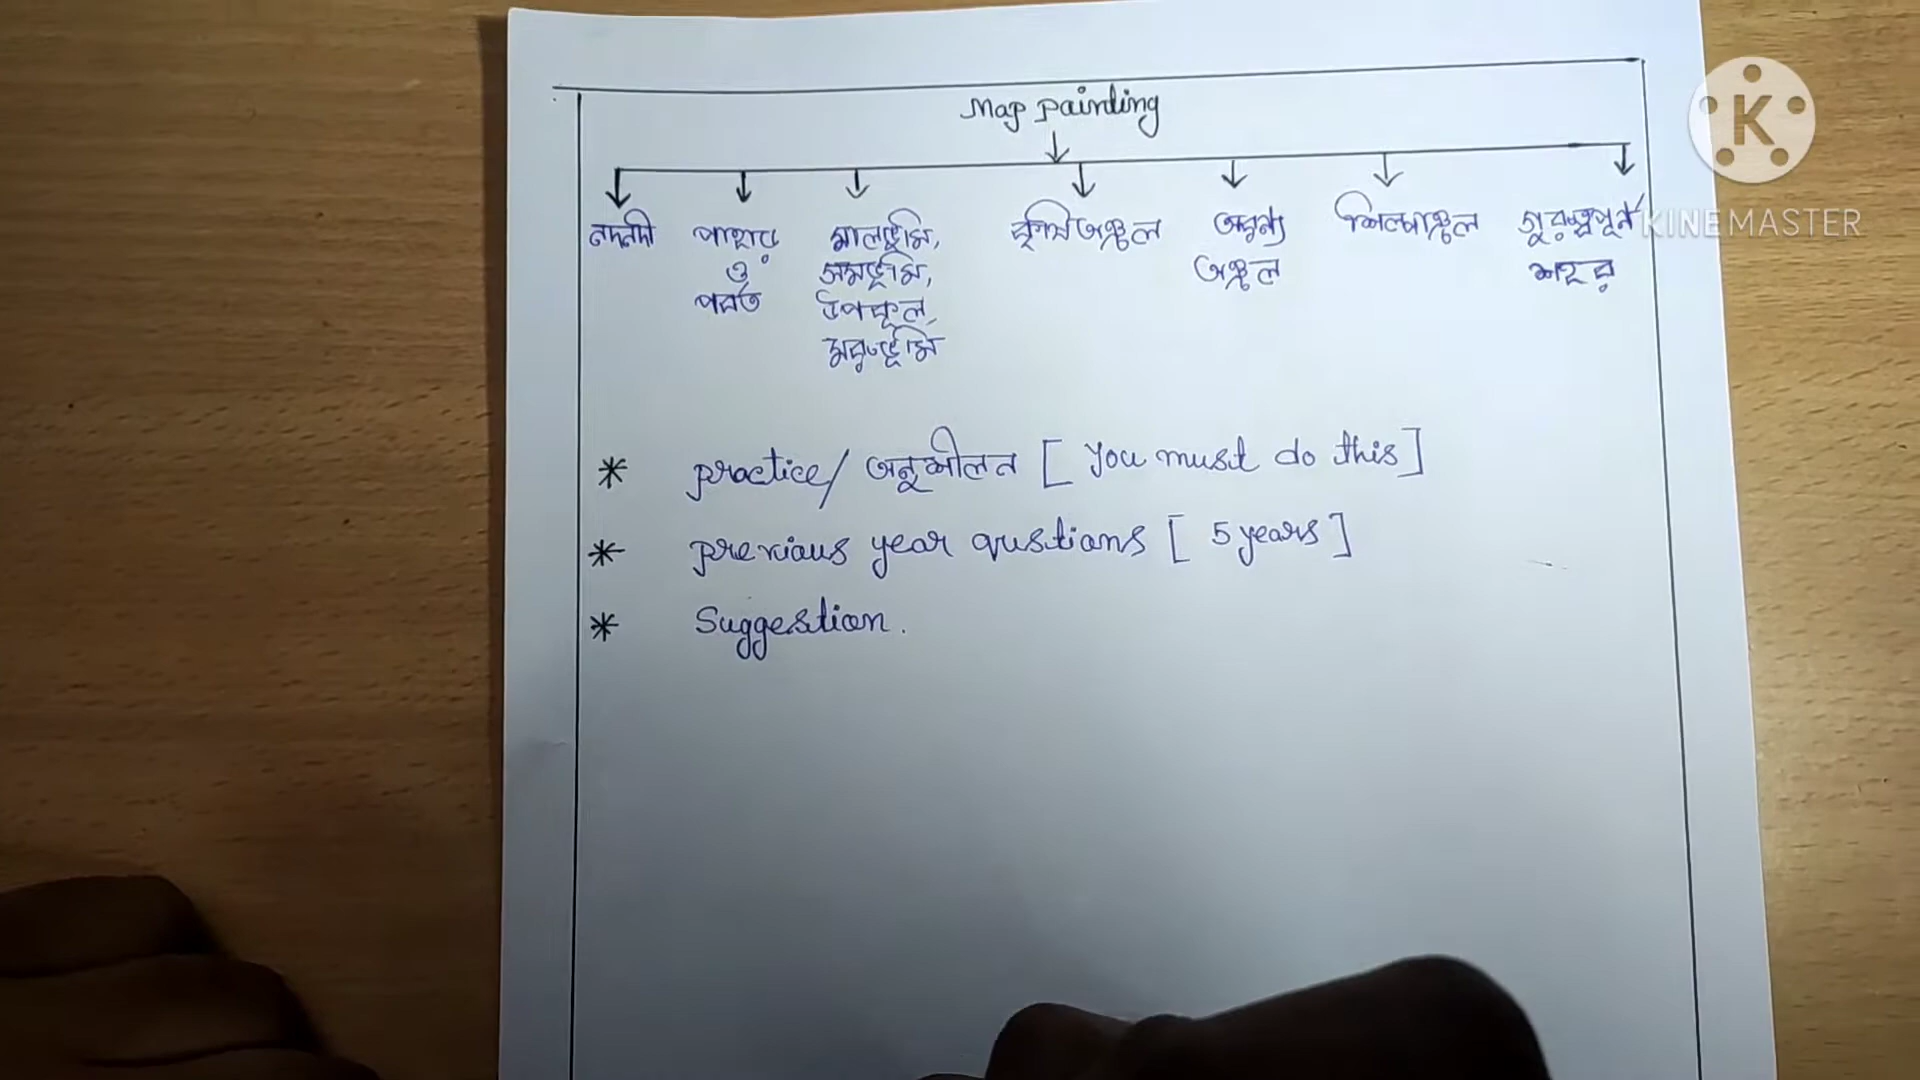 Map painting
নদনদী
পাহাড়
ও
পর্বত
মালভূমি,
সমভূমি,
উপকূল,
মরুভূমি
কৃষি অঞ্চল
অরন্য
অঞ্চল
শিল্পাঞ্চল
গুরুত্বপূর্ন
শহর
K
KINEMASTER
* practice/ অনুশীলন [ You must do this ]
* previous year qustions [ 5 years ]
* Suggestion.